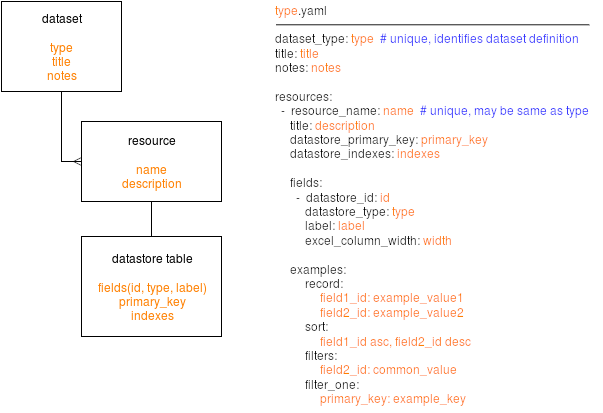 dataset
type
title
notes
resource
name
description
datastore table
fields(id, type, label)
primary_key
indexes
type.yaml
dataset_type: type  # unique, identifies dataset definition
title: title
notes: notes
resources:
- resource_name: name  # unique, may be same as type
title: description
datastore_primary_key: primary_key
datastore_indexes: indexes
fields:
- datastore_id: id
datastore_type: type
label: label
excel_column_width: width
examples:
record:
field1_id: example_value1
field2_id: example_value2
sort:
field1_id asc, field2_id desc
filters:
field2_id: common_value
filter_one:
primary_key: example_key